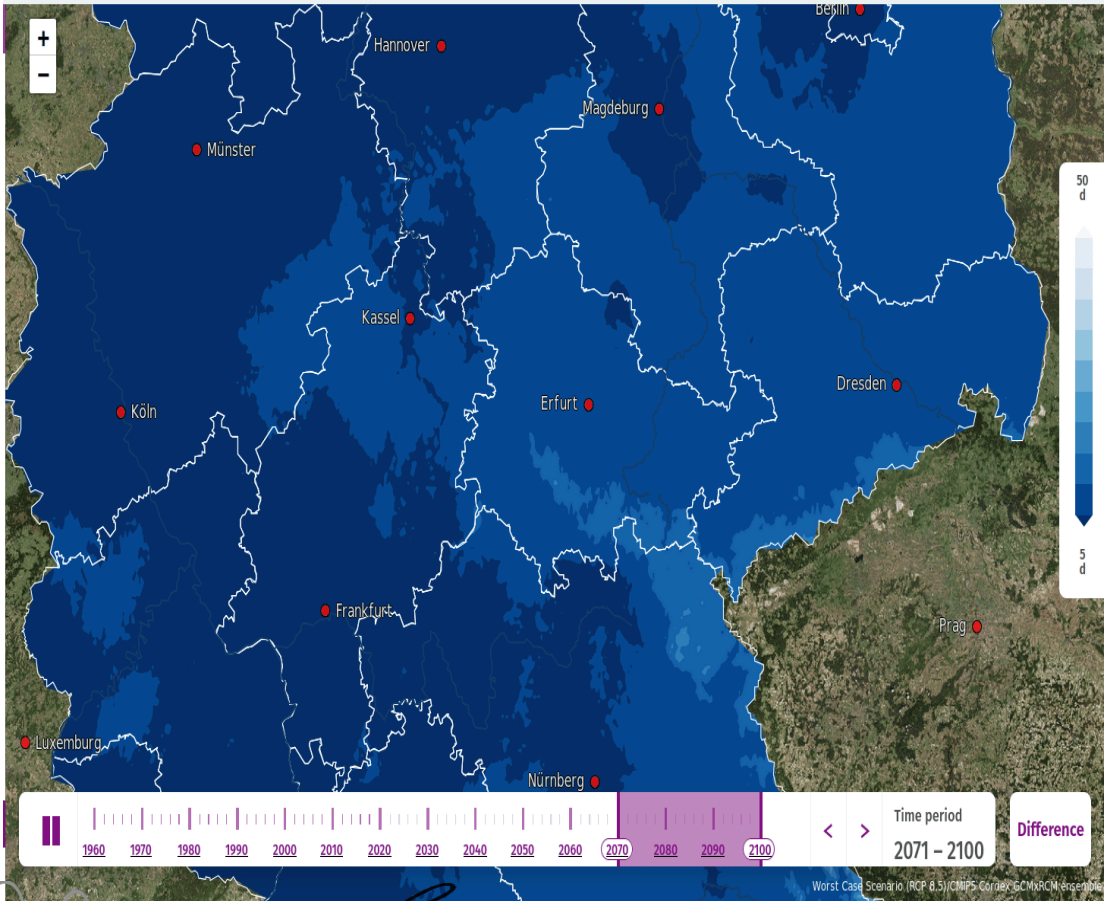 Berlin
+
Hannover
−
Magdeburg
Münster
50
d
Kassel
Dresden
Erfurt
Köln
5
d
Frankfurt
Prag
Luxemburg
Nürnberg
1960 1970 1980 1990 2000 2010 2020 2030 2040 2050 2060 2070 2080 2090 2100
< >
Time period
2071 – 2100
Difference
Worst Case Scenario (RCP 8.5)/CMIP5 Cordex GCMxRCM ensemble